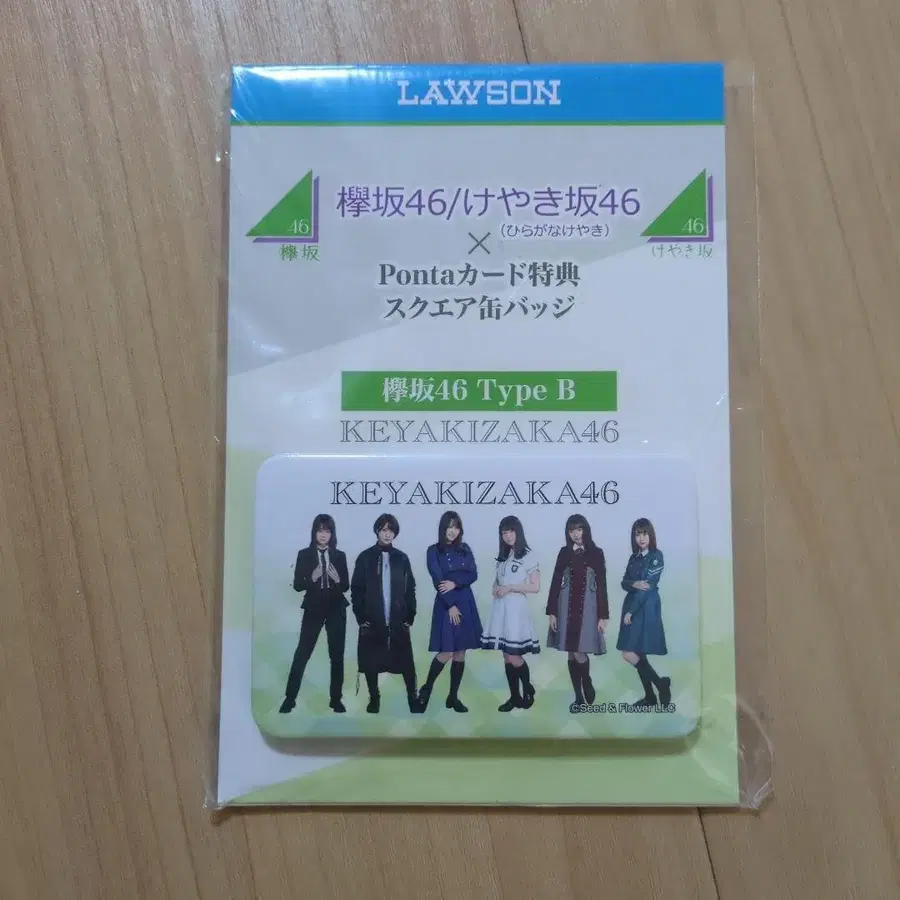 LAWSON
欅坂46/けやき坂46
(ひらがなけやき)
46
欅坂
46
けやき坂
×
Pontaカード特典
スクエア缶バッジ
欅坂46 Type B
KEYAKIZAKA46
KEYAKIZAKA46
©Seed & Flower LLC